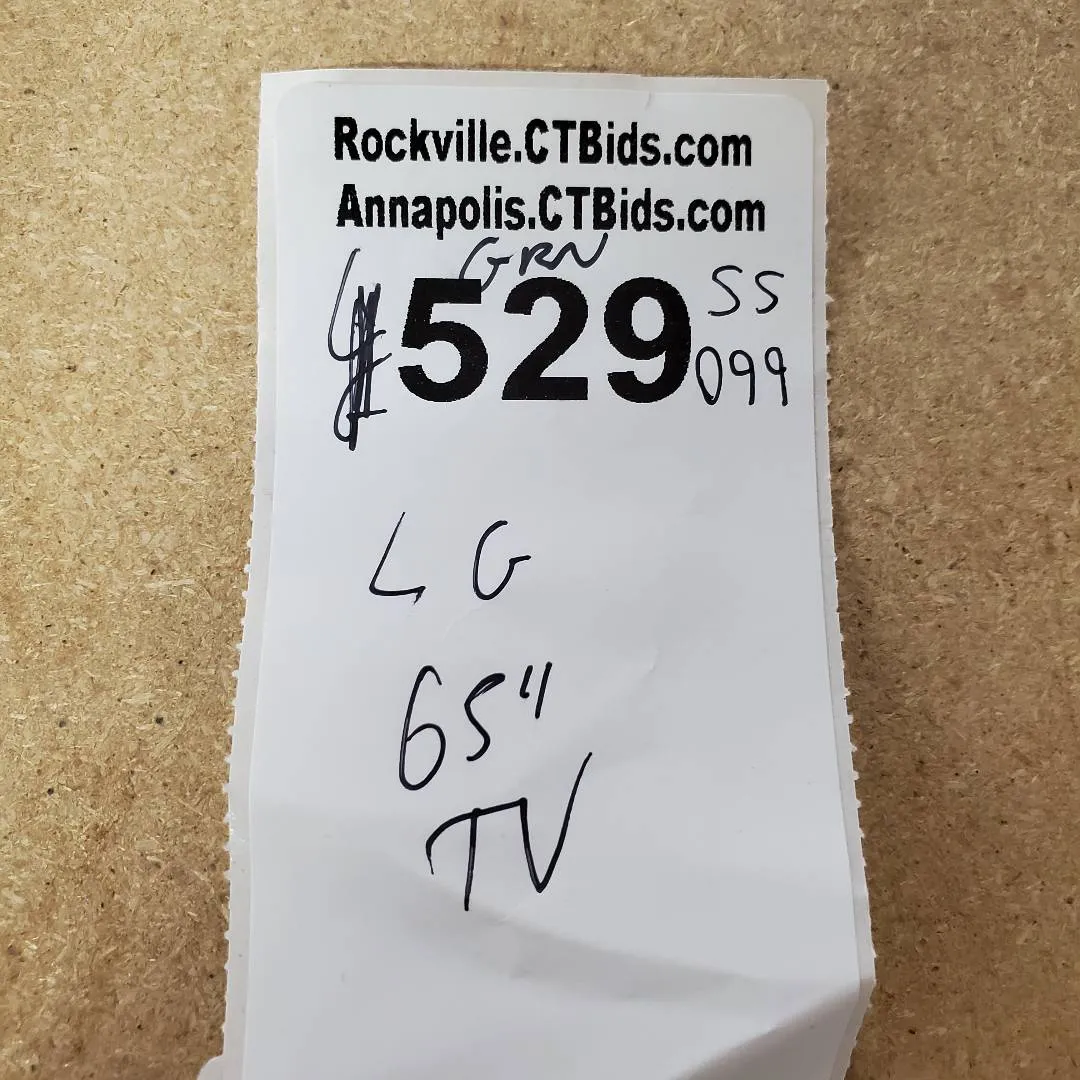 Rockville.CTBids.com
Annapolis.CTBids.com
GRN
529 SS
099
LG
65"
TV